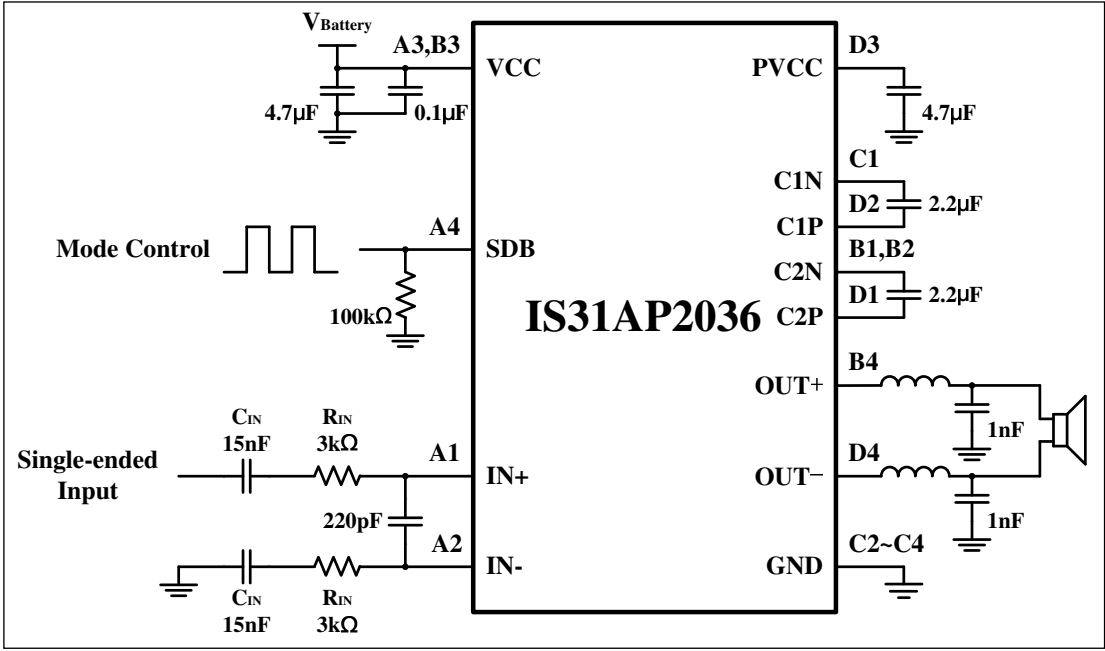 VBattery
A3,B3
VCC
4.7μF
0.1μF
Mode Control
A4
SDB
100kΩ
Single-ended
Input
CIN
15nF
RIN
3kΩ
A1
IN+
220pF
A2
IN-
CIN
15nF
RIN
3kΩ
IS31AP2036
D3
PVCC
4.7μF
C1
C1N
D2
2.2μF
C1P
B1,B2
C2N
D1
2.2μF
C2P
B4
OUT+
1nF
D4
OUT−
1nF
C2~C4
GND